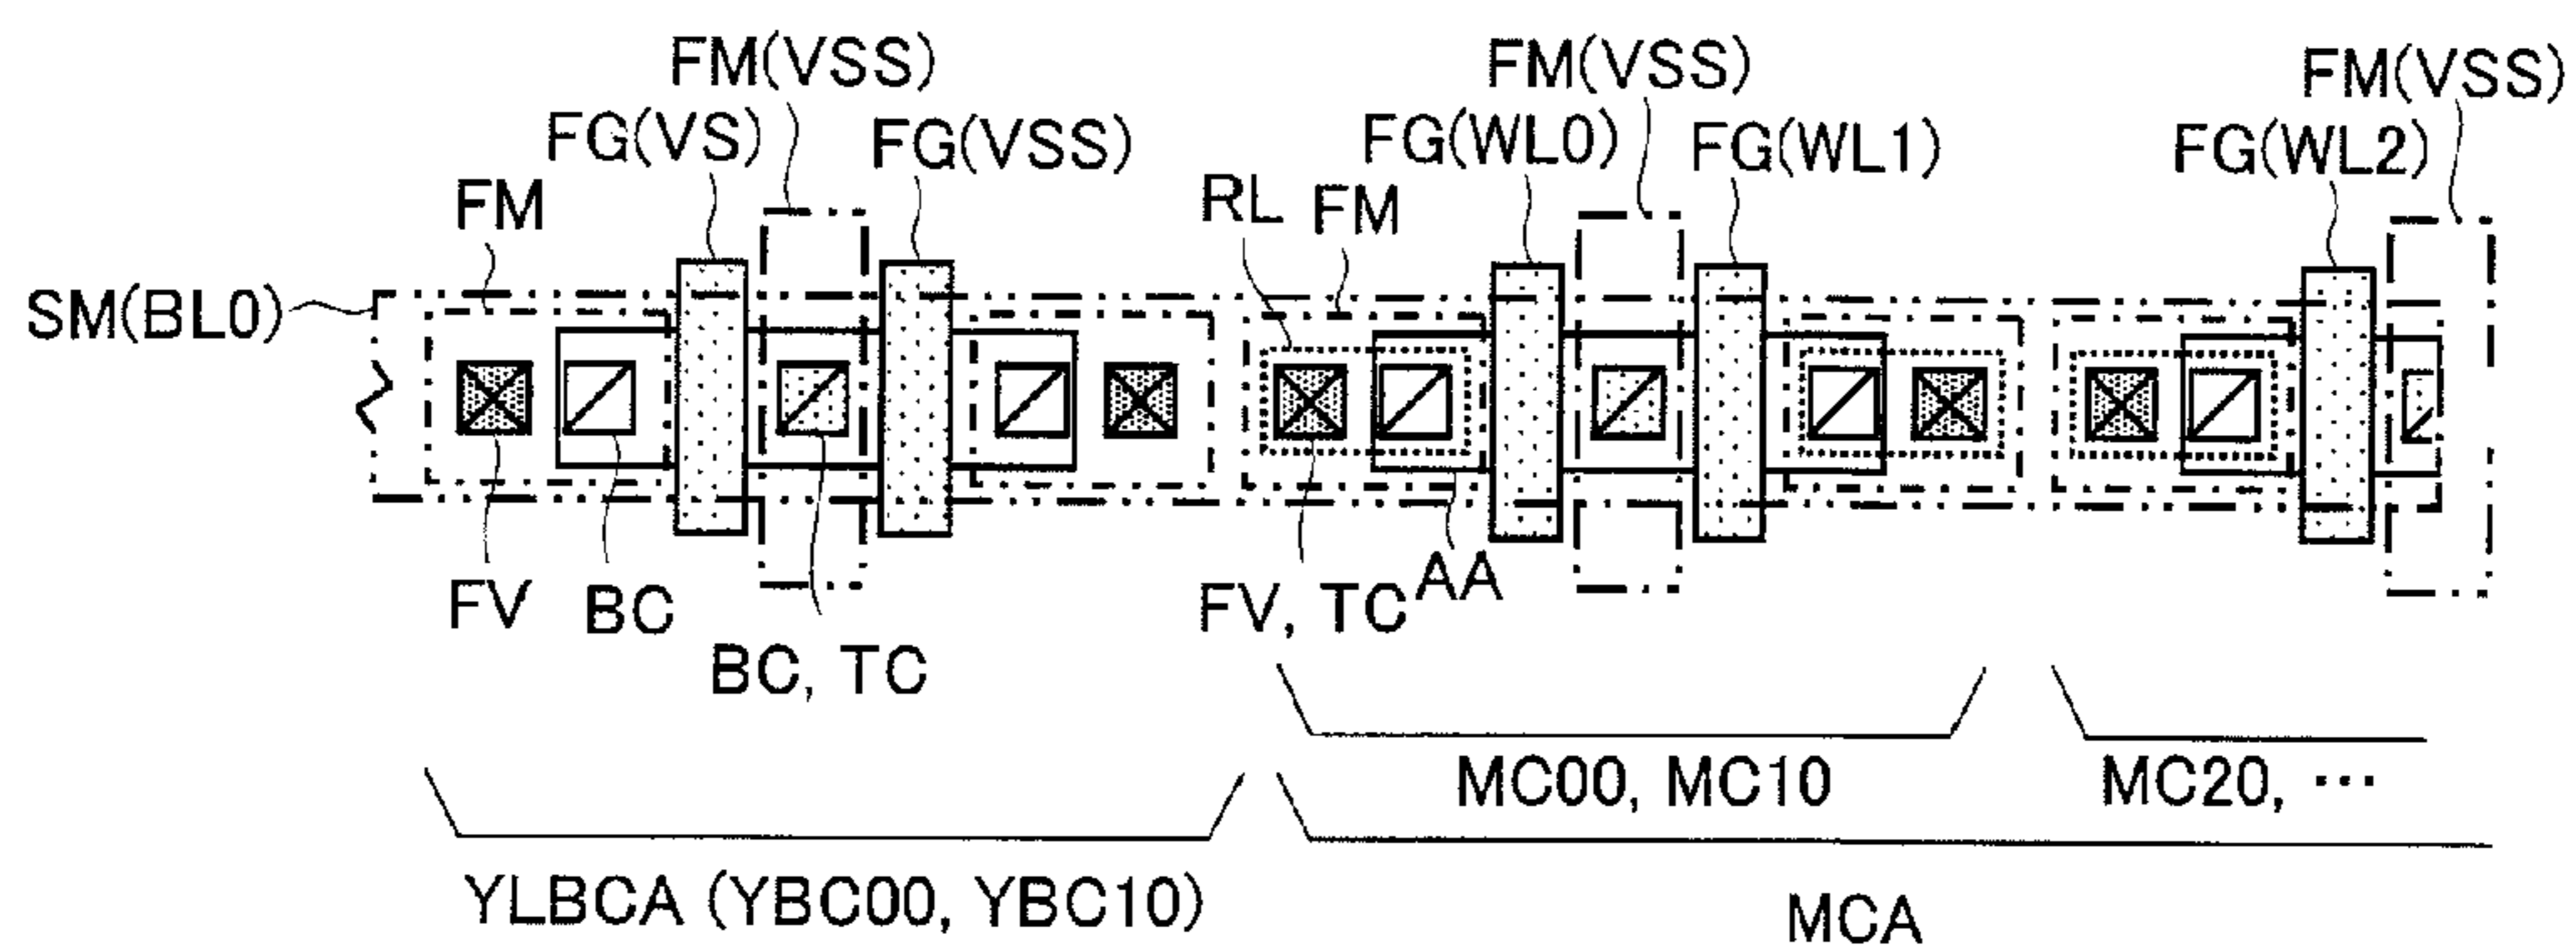 FM(VSS)
FM(VSS)
FM(VSS)
FG(VS)
FG(VSS)
FG(WL0)
FG(WL1)
FG(WL2)
FM
RL
FM
SM(BL0)
FV
BC
FV, TC
AA
BC, TC
MC00, MC10
MC20, ···
YLBCA (YBC00, YBC10)
MCA